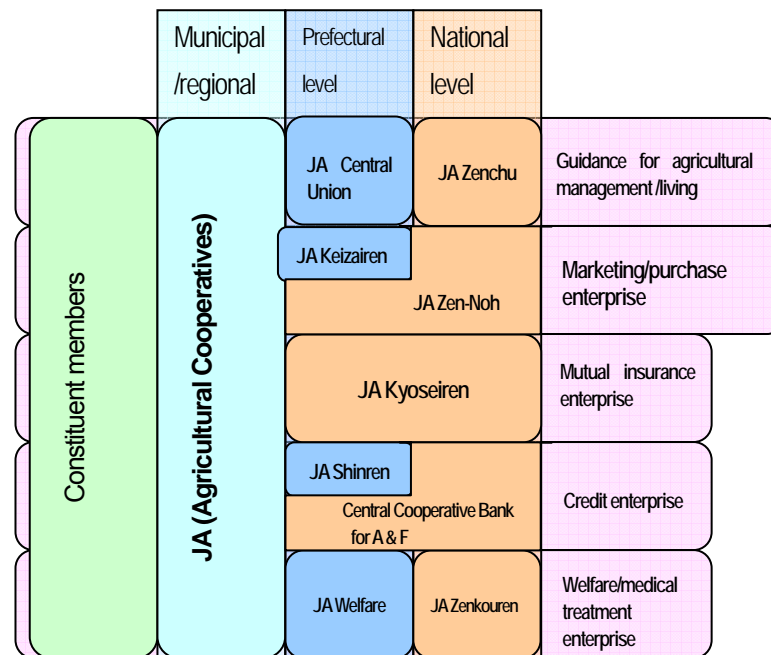 Municipal
/regional
Prefectural
level
National
level
Constituent members
JA (Agricultural Cooperatives)
JA Central
Union
JA Zenchu
Guidance for agricultural
management /living
JA Keizairen
JA Zen-Noh
Marketing/purchase
enterprise
JA Kyoseiren
Mutual insurance
enterprise
JA Shinren
Central Cooperative Bank
for A & F
Credit enterprise
JA Welfare
JA Zenkouren
Welfare/medical
treatment
enterprise